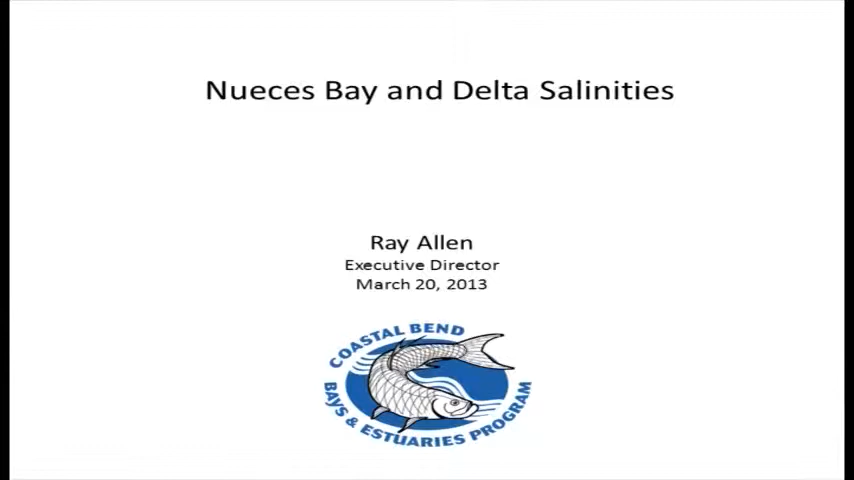 Nueces Bay and Delta Salinities
Ray Allen
Executive Director
March 20, 2013
COASTAL BEND
BAYS & ESTUARIES PROGRAM